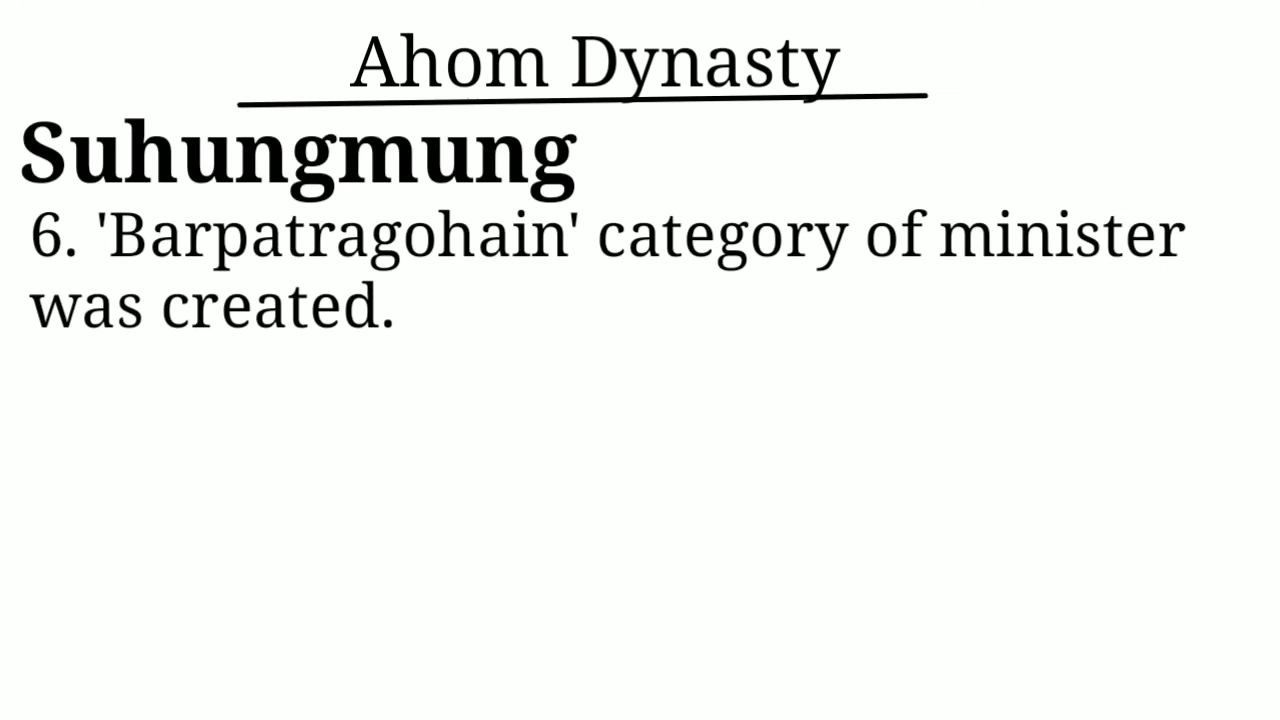 Ahom Dynasty
Suhungmung
6. 'Barpatragohain' category of minister
was created.